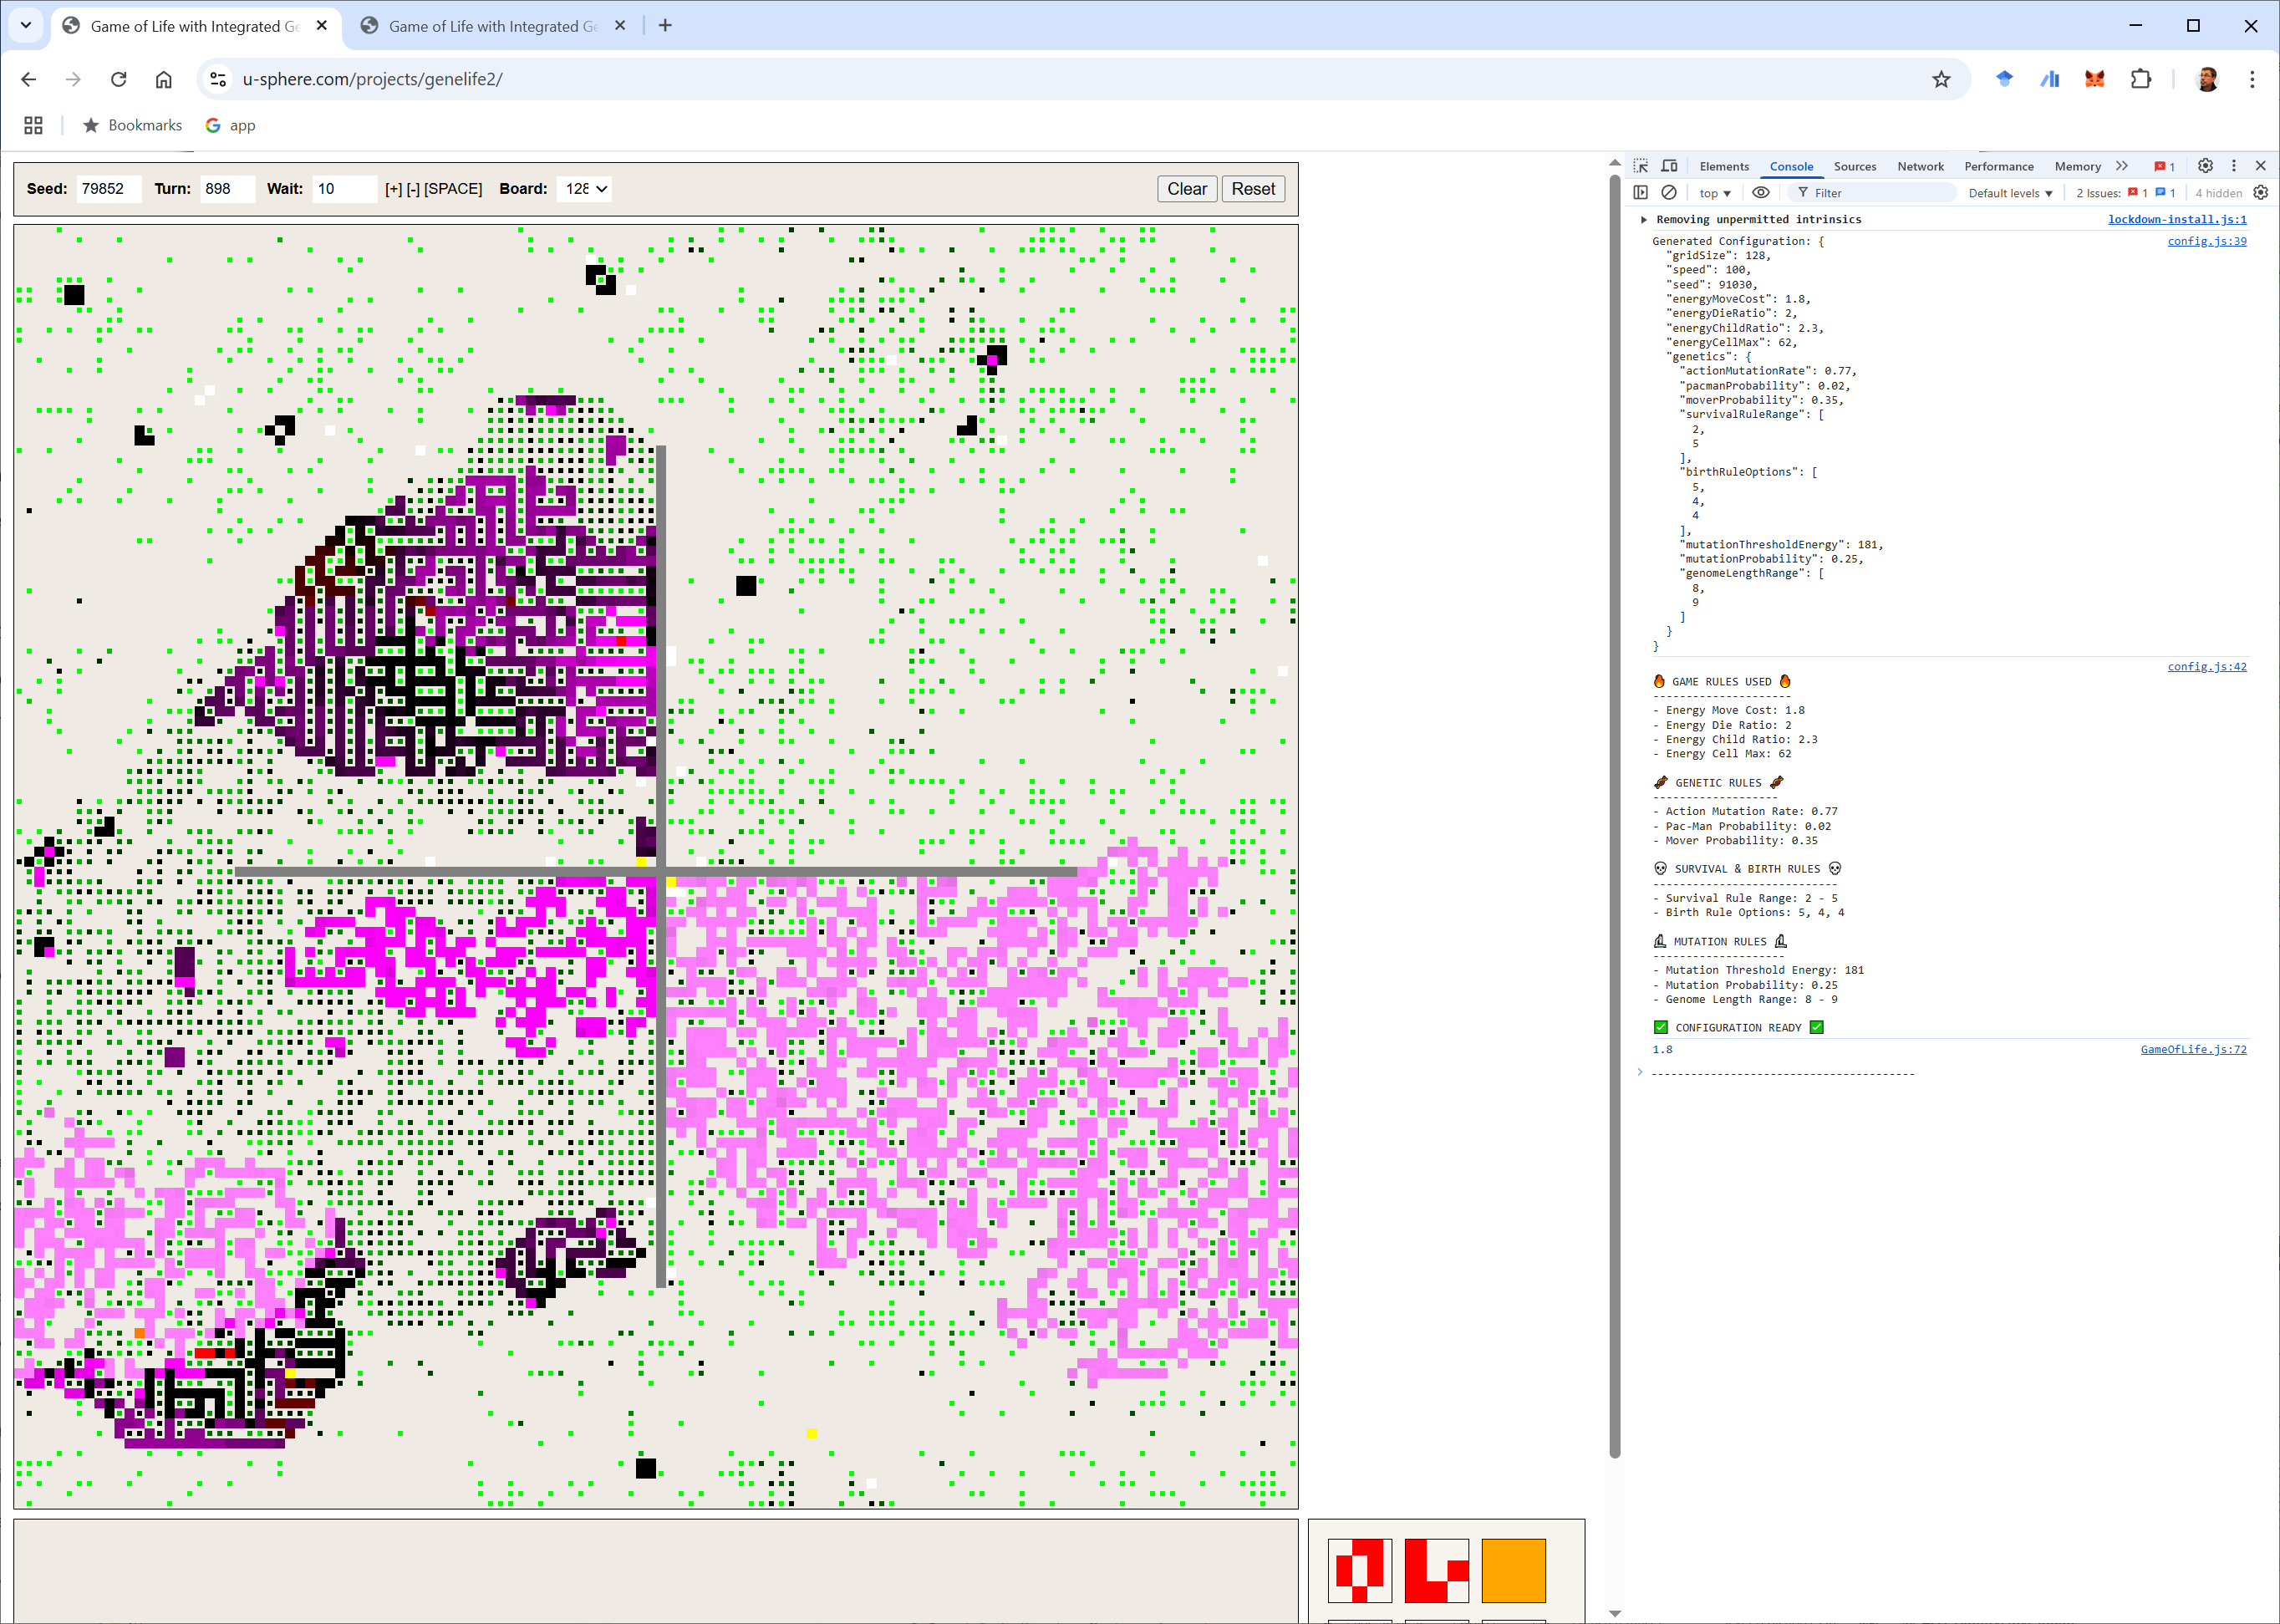 Game of Life with Integrated Ge
Game of Life with Integrated Ge
u-sphere.com/projects/genelife2/
Bookmarks
app
Seed: 79852 Turn: 898 Wait: 10 [+] [-] [SPACE] Board: 128 Clear Reset
Elements Console Sources Network Performance Memory 1
top Filter Default levels 2 Issues: 1 1 4 hidden
Removing unpermitted intrinsics lockdown-install.js:1
Generated Configuration: { config.js:39
"gridSize": 128,
"speed": 100,
"seed": 91030,
"energyMoveCost": 1.8,
"energyDieRatio": 2,
"energyChildRatio": 2.3,
"energyCellMax": 62,
"genetics": {
"actionMutationRate": 0.77,
"pacmanProbability": 0.02,
"moverProbability": 0.35,
"survivalRuleRange": [
2,
5
],
"birthRuleOptions": [
5,
4,
4
],
"mutationThresholdEnergy": 181,
"mutationProbability": 0.25,
"genomeLengthRange": [
8,
9
]
}
}
config.js:42
🔥 GAME RULES USED 🔥
-------------------
- Energy Move Cost: 1.8
- Energy Die Ratio: 2
- Energy Child Ratio: 2.3
- Energy Cell Max: 62
🧬 GENETIC RULES 🧬
-------------------
- Action Mutation Rate: 0.77
- Pac-Man Probability: 0.02
- Mover Probability: 0.35
💀 SURVIVAL & BIRTH RULES 💀
----------------------------
- Survival Rule Range: 2 - 5
- Birth Rule Options: 5, 4, 4
🔬 MUTATION RULES 🔬
--------------------
- Mutation Threshold Energy: 181
- Mutation Probability: 0.25
- Genome Length Range: 8 - 9
✅ CONFIGURATION READY ✅
1.8 GameOfLife.js:72
----------------------------------------